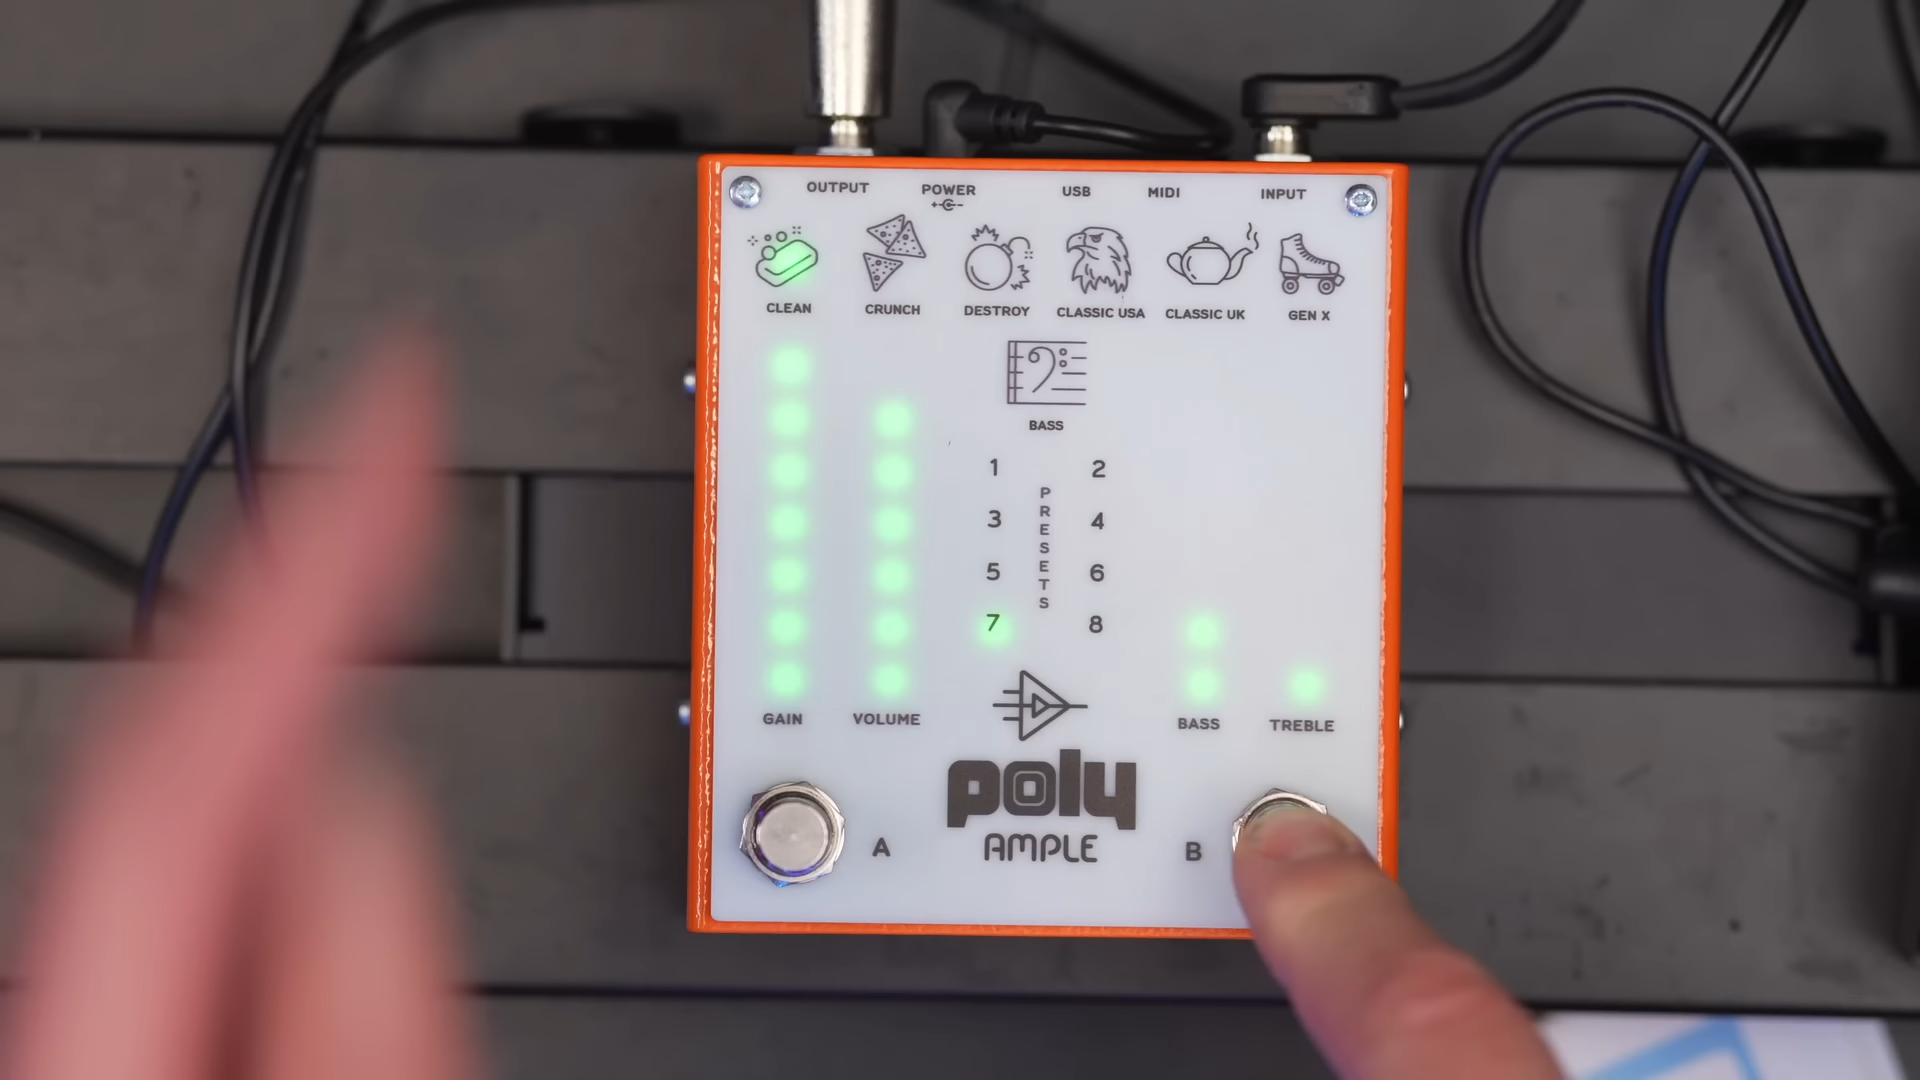 OUTPUT POWER USB MIDI INPUT
CLEAN CRUNCH DESTROY CLASSIC USA CLASSIC UK GEN X
BASS
1 2
3 4
5 6
7 8
PRESETS
GAIN VOLUME BASS TREBLE
poly
AMPLE
A B